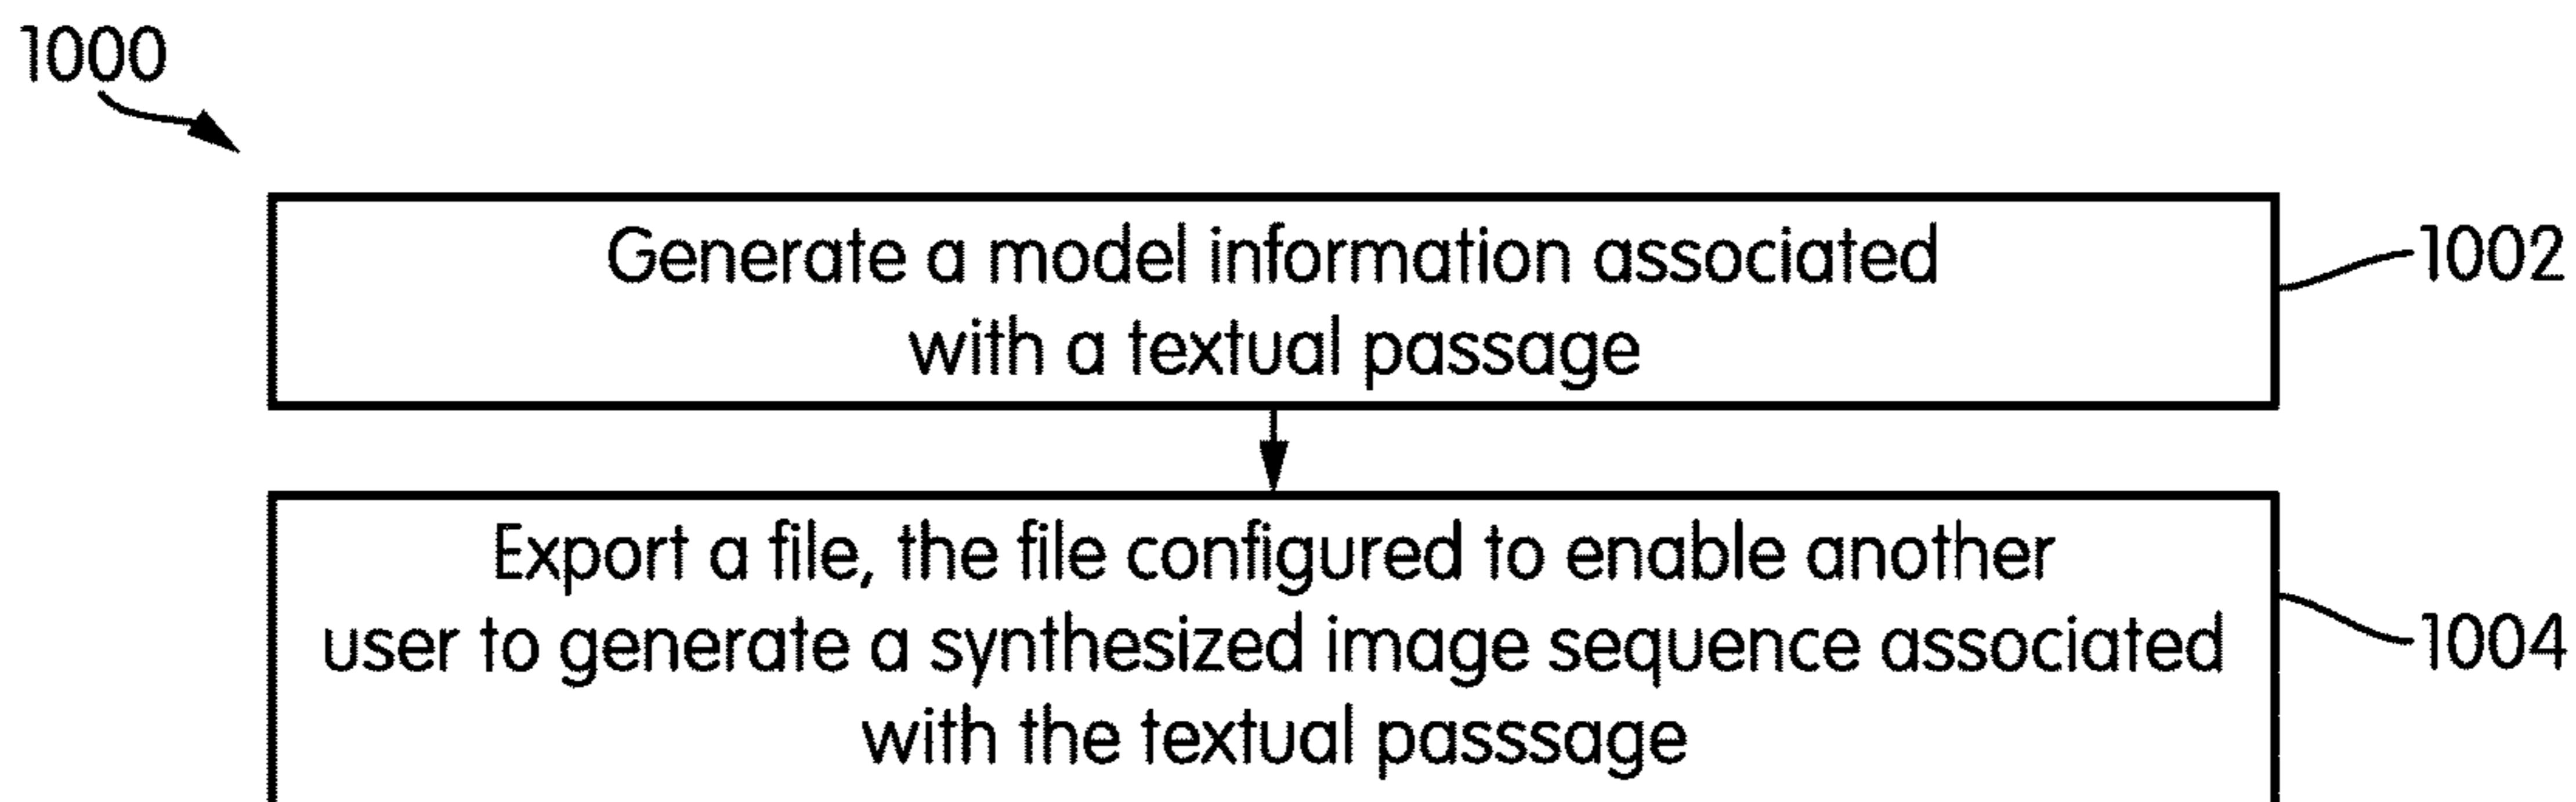 1000
Generate a model information associated
with a textual passage
1002
Export a file, the file configured to enable another
user to generate a synthesized image sequence associated
with the textual passsage
1004